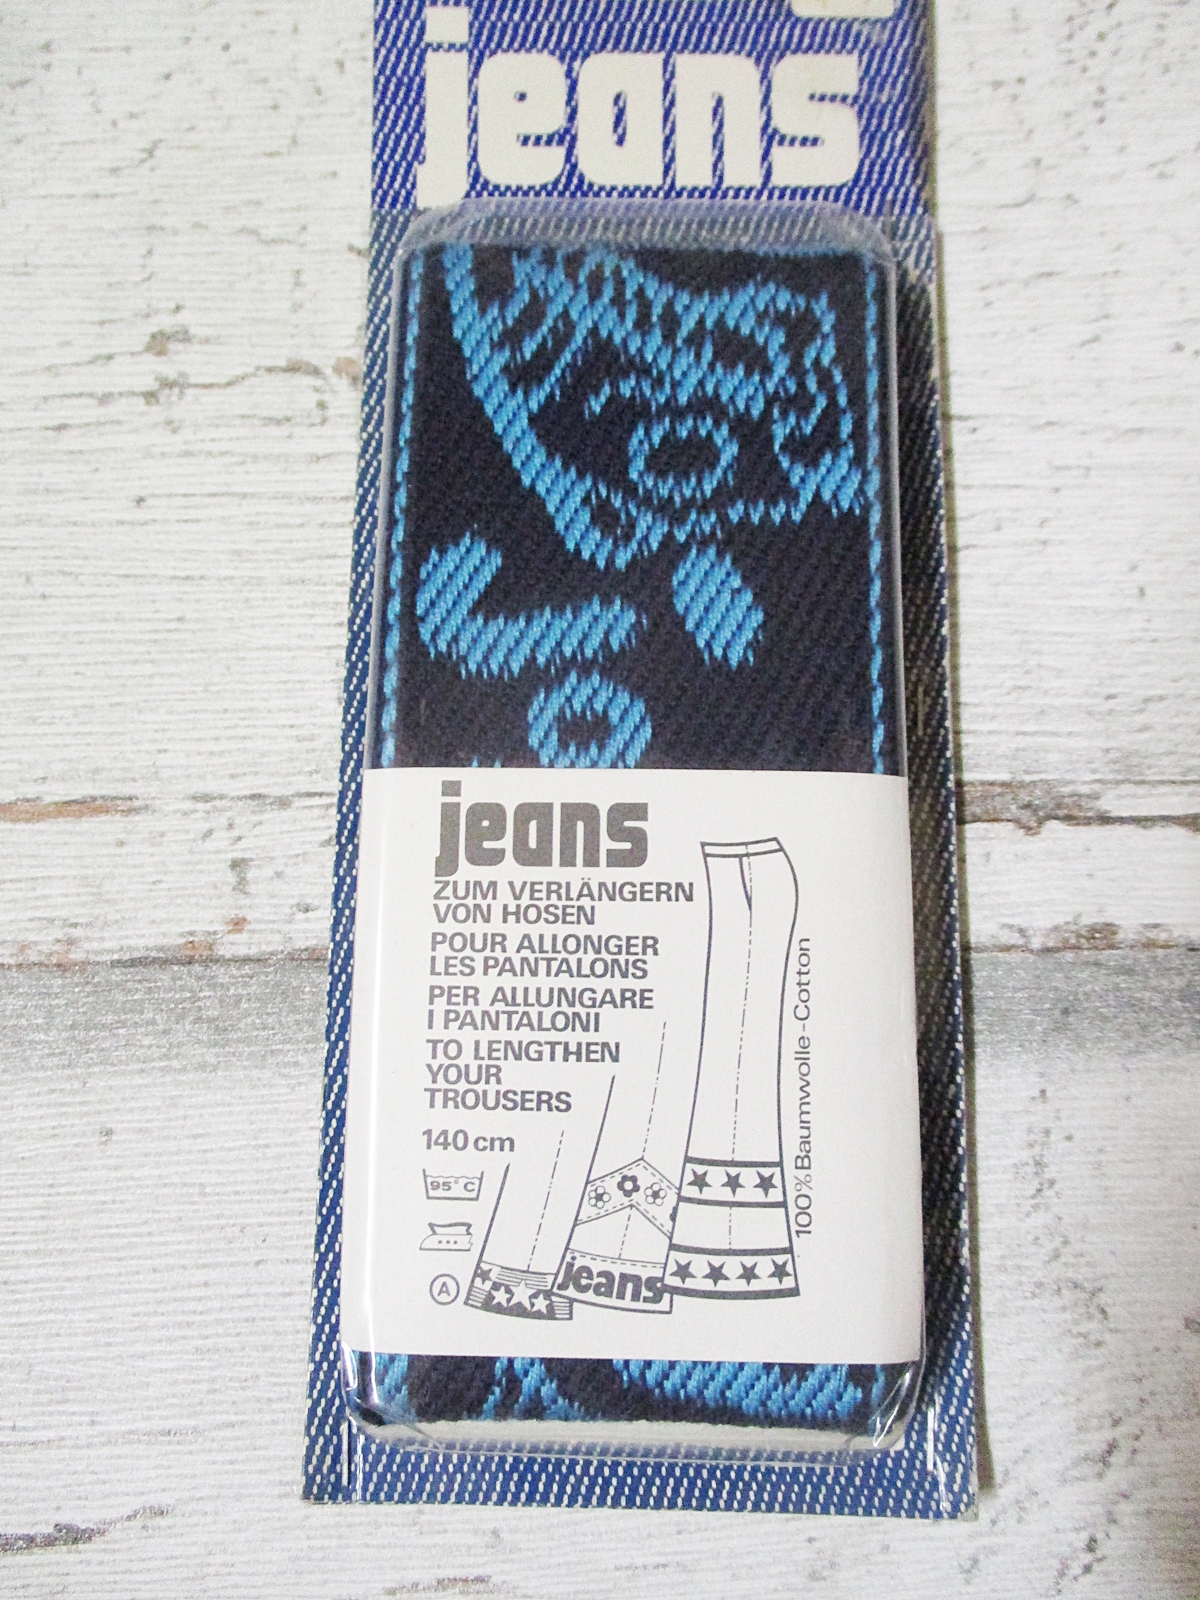 jeans
jeans
ZUM VERLÄNGERN
VON HOSEN
POUR ALLONGER
LES PANTALONS
PER ALLUNGARE
I PANTALONI
TO LENGTHEN
YOUR
TROUSERS
140 cm
95°C
A
jeans
100% Baumwolle-Cotton